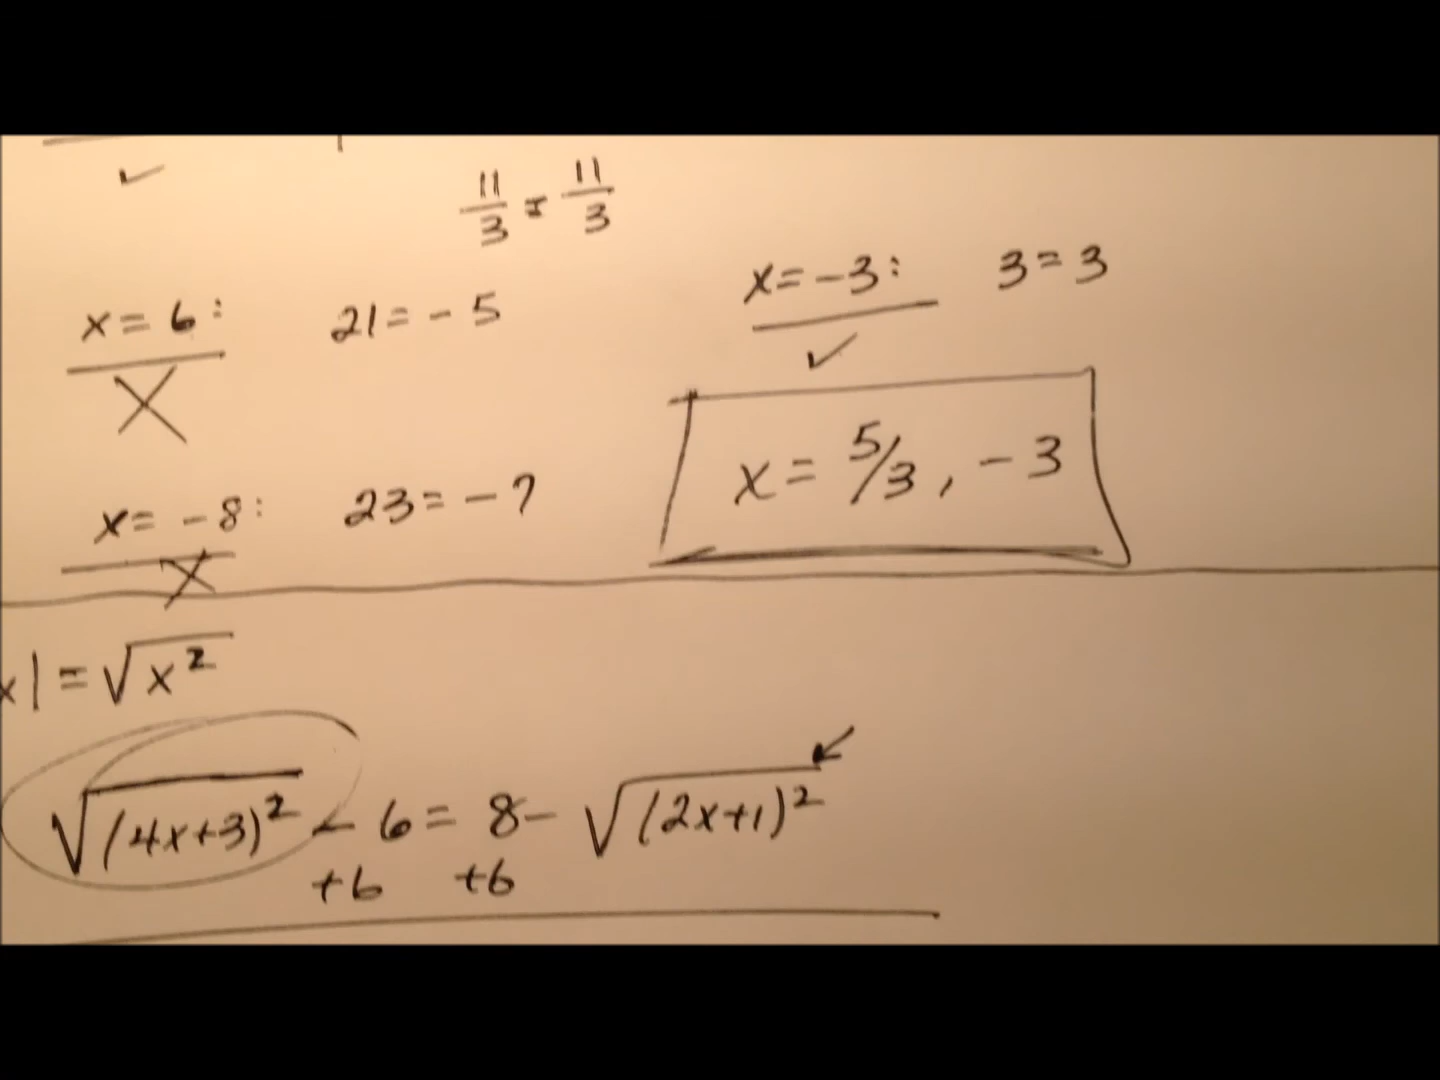 11/3 = 11/3
x = 6: 21 = - 5
x = -3: 3 = 3
x = 5/3, -3
x = -8: 23 = -7
x| = √x²
√(4x+3)² - 6 = 8 - √(2x+1)²
+6 +6